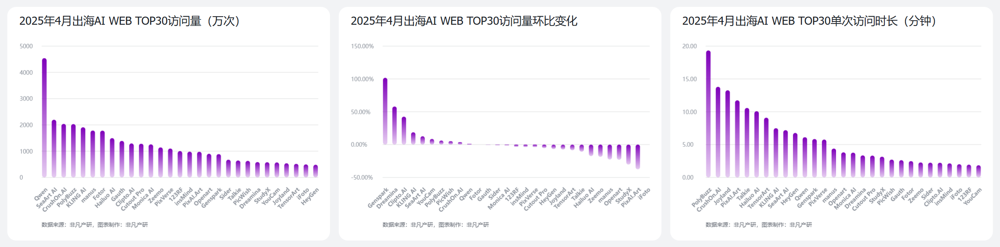 2025年4月出海AI WEB TOP30访问量（万次）
5000
4000
3000
2000
1000
0
Qwen
SeaArt AI
CrushOn.AI
PolyBuzz
KLING AI
manus
Fotor
Hailuo AI
Gauth
Clipto.AI
Cutout Pro
Monica AI
Zeemo
PixVerse
123RF
insMind
PixAI.Art
Openart
Genspark
Sider
Talkie
PicWish
Dreamina
StudyX
YouCam
Joyland
TensorArt
iFoto
HeyGen
数据来源：非凡产研，图表制作：非凡产研
2025年4月出海AI WEB TOP30访问量环比变化
150.00%
100.00%
50.00%
0.00%
-50.00%
Genspark
Dreamina
Clipto.AI
KLING AI
SeaArt AI
YouCam
PolyBuzz
PicWish
CrushOn.AI
Qwen
Fotor
Gauth
Sider
Monica AI
123RF
insMind
PixVerse
Cutout Pro
HeyGen
Joyland
TensorArt
Talkie
Hailuo AI
Zeemo
manus
Openart
StudyX
PixAI.Art
iFoto
数据来源：非凡产研，图表制作：非凡产研
2025年4月出海AI WEB TOP30单次访问时长（分钟）
20.00
15.00
10.00
5.00
0.00
PolyBuzz
CrushOn.AI
Joyland
PixAI.Art
Talkie
Hailuo AI
TensorArt
KLING AI
SeaArt AI
HeyGen
Qwen
Genspark
PixVerse
manus
Openart
Monica AI
Dreamina
Cutout Pro
StudyX
PicWish
Gauth
Fotor
Zeemo
Sider
Clipto.AI
insMind
iFoto
123RF
YouCam
数据来源：非凡产研，图表制作：非凡产研